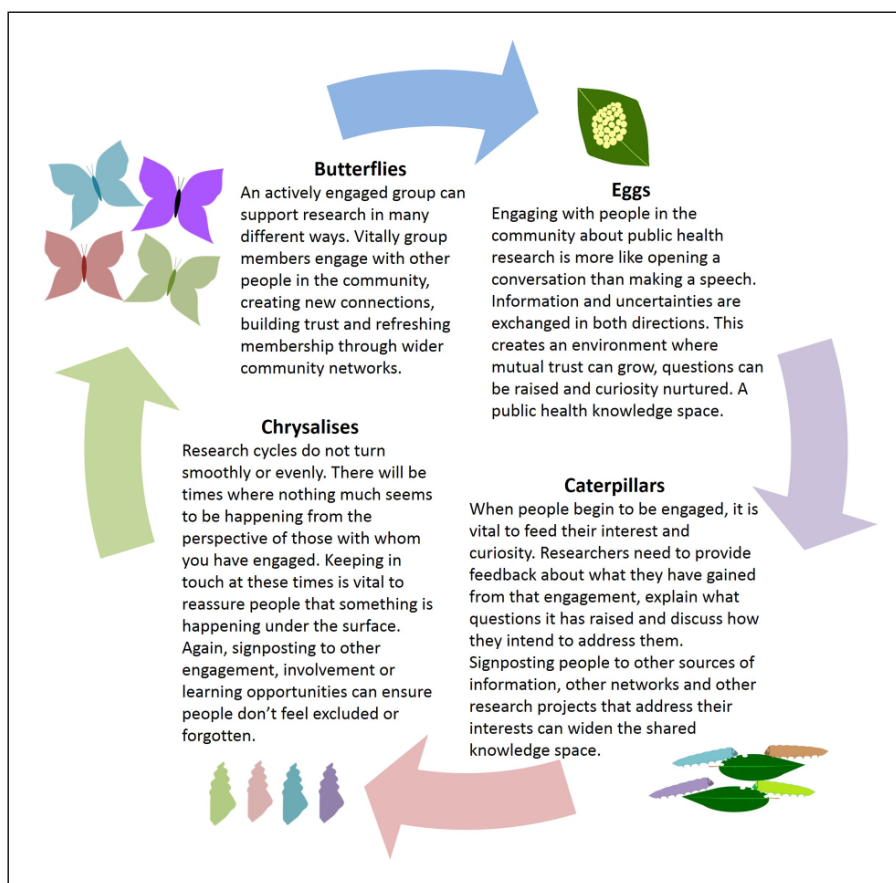 Butterflies
An actively engaged group can
support research in many
different ways. Vitally group
members engage with other
people in the community,
creating new connections,
building trust and refreshing
membership through wider
community networks.
Eggs
Engaging with people in the
community about public health
research is more like opening a
conversation than making a speech.
Information and uncertainties are
exchanged in both directions. This
creates an environment where
mutual trust can grow, questions can
be raised and curiosity nurtured. A
public health knowledge space.
Caterpillars
When people begin to be engaged, it is
vital to feed their interest and
curiosity. Researchers need to provide
feedback about what they have gained
from that engagement, explain what
questions it has raised and discuss how
they intend to address them.
Signposting people to other sources of
information, other networks and other
research projects that address their
interests can widen the shared
knowledge space.
Chrysalises
Research cycles do not turn
smoothly or evenly. There will be
times where nothing much seems
to be happening from the
perspective of those with whom
you have engaged. Keeping in
touch at these times is vital to
reassure people that something is
happening under the surface.
Again, signposting to other
engagement, involvement or
learning opportunities can ensure
people don’t feel excluded or
forgotten.